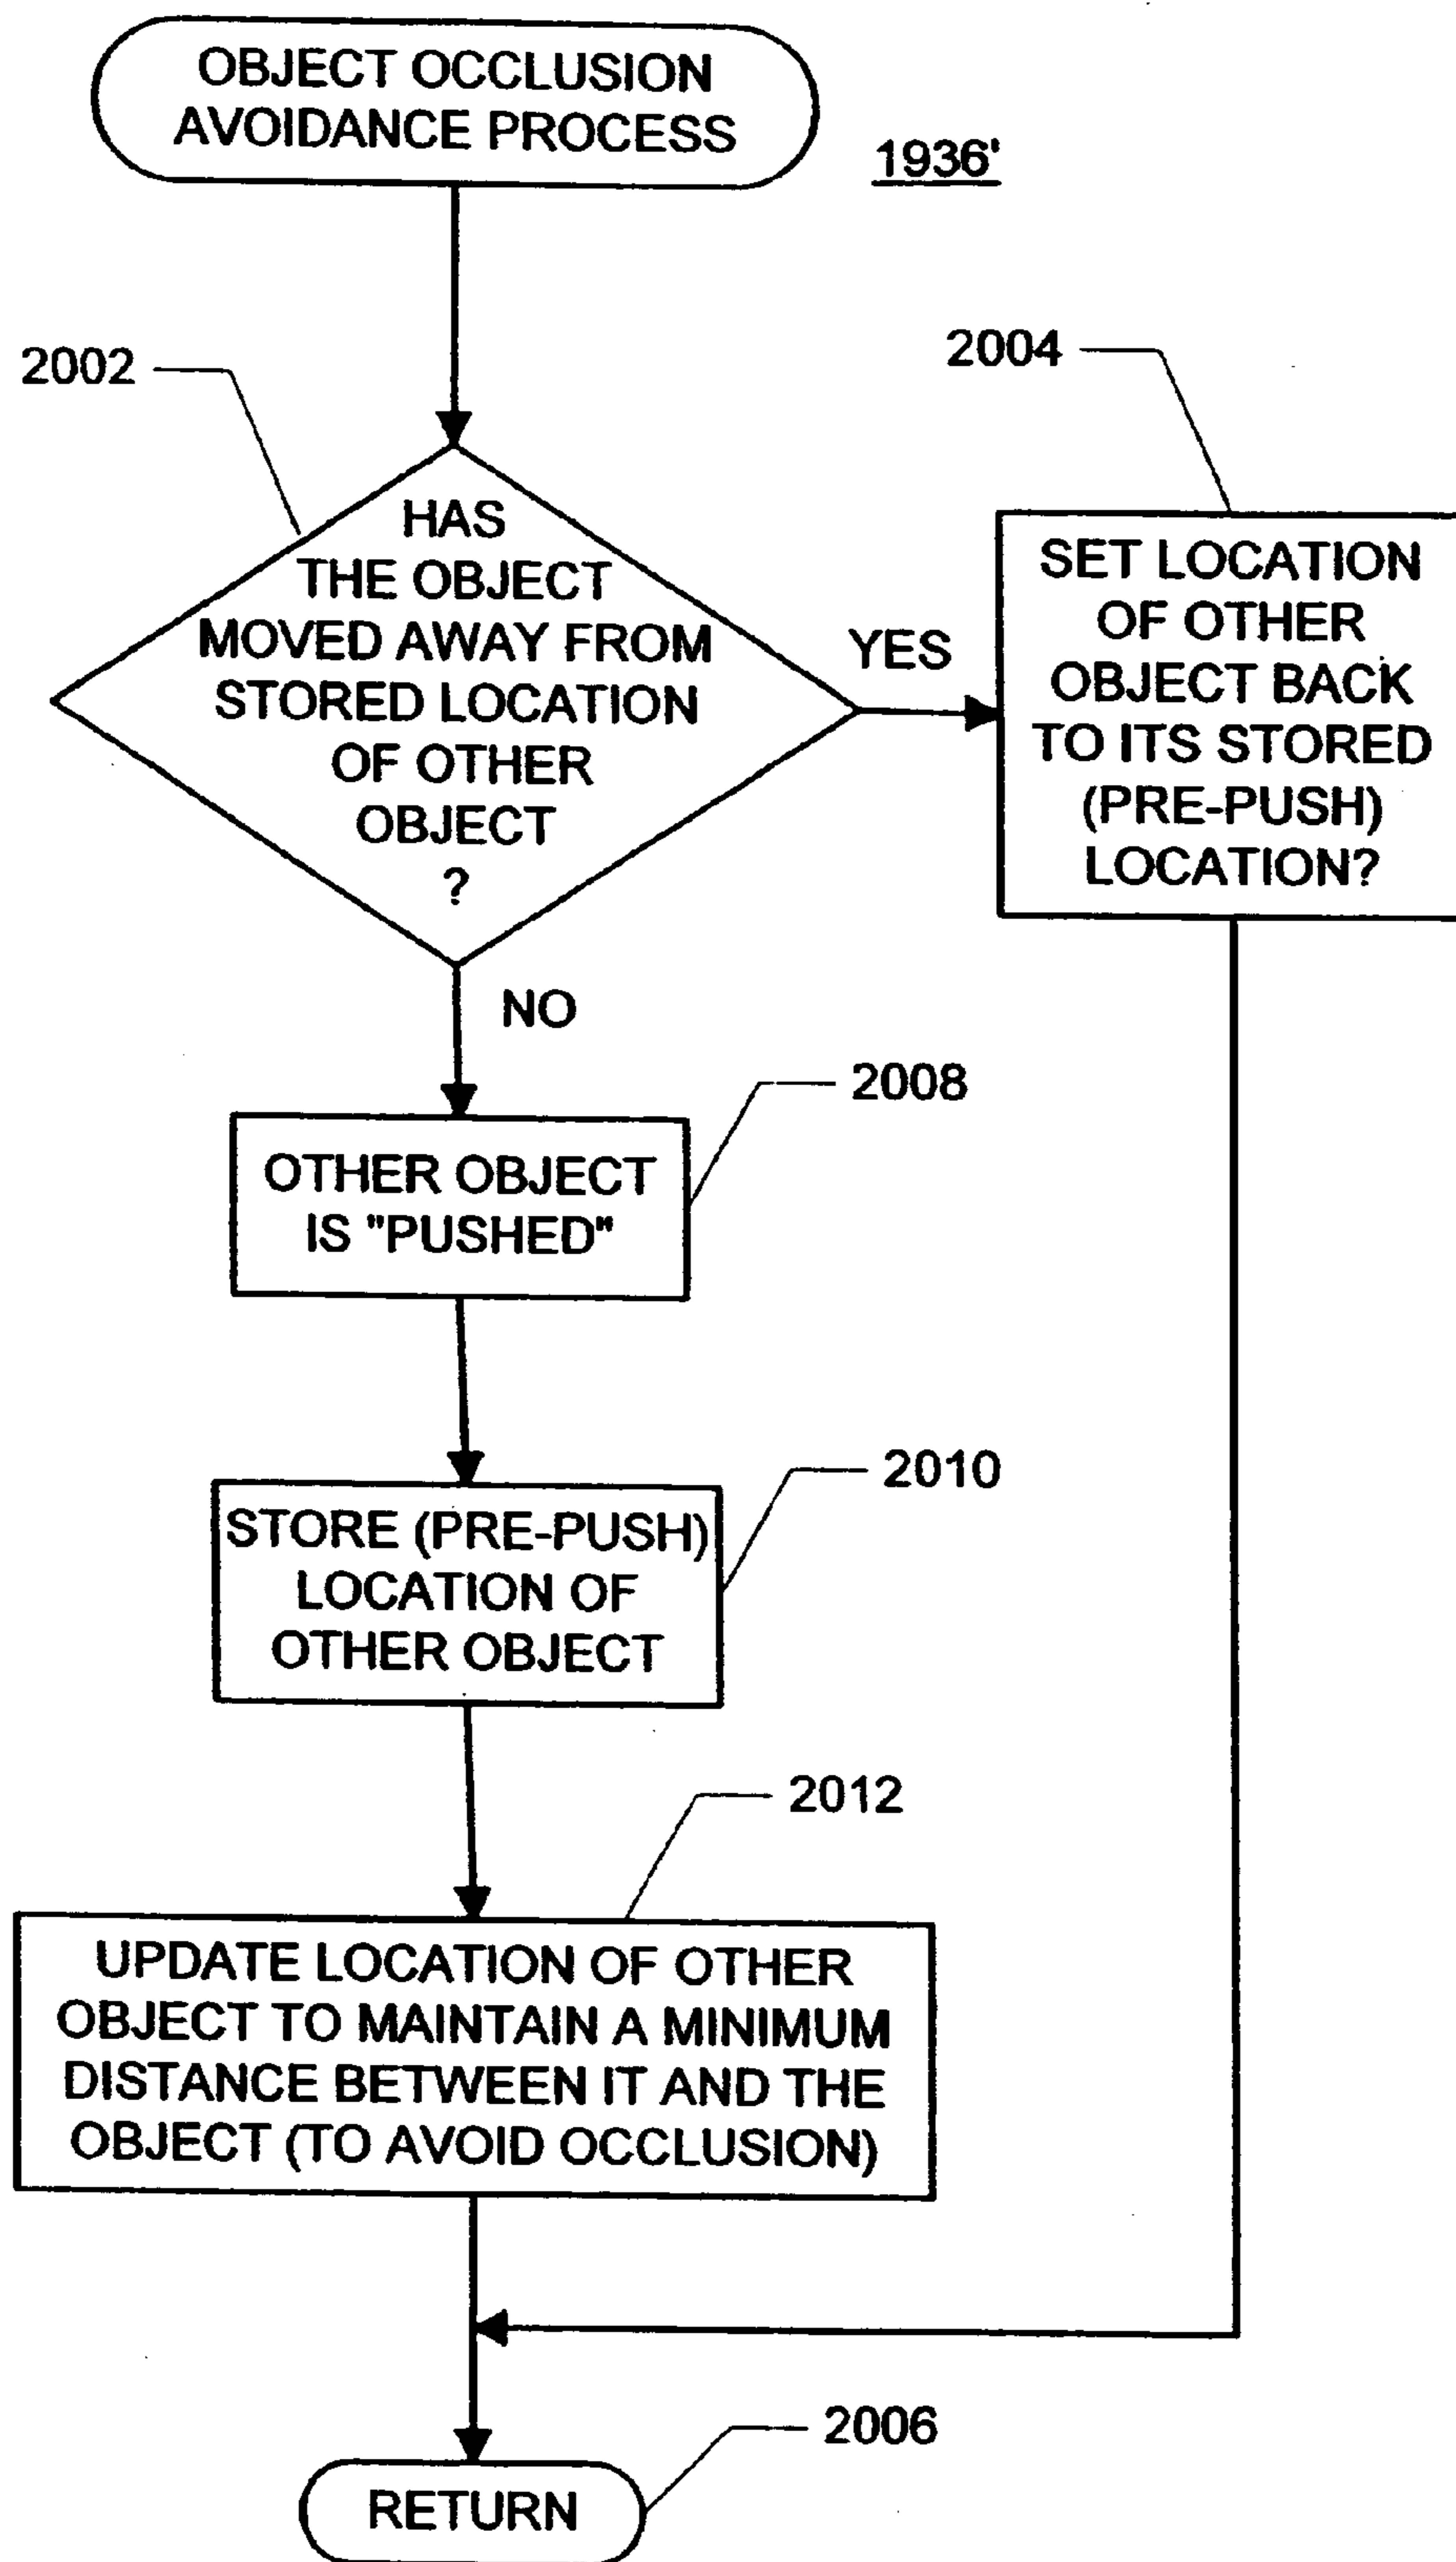 OBJECT OCCLUSION
AVOIDANCE PROCESS
1936'
2002
2004
HAS
THE OBJECT
MOVED AWAY FROM
STORED LOCATION
OF OTHER
OBJECT
?
YES
SET LOCATION
OF OTHER
OBJECT BACK
TO ITS STORED
(PRE-PUSH)
LOCATION?
NO
2008
OTHER OBJECT
IS "PUSHED"
2010
STORE (PRE-PUSH)
LOCATION OF
OTHER OBJECT
2012
UPDATE LOCATION OF OTHER
OBJECT TO MAINTAIN A MINIMUM
DISTANCE BETWEEN IT AND THE
OBJECT (TO AVOID OCCLUSION)
2006
RETURN